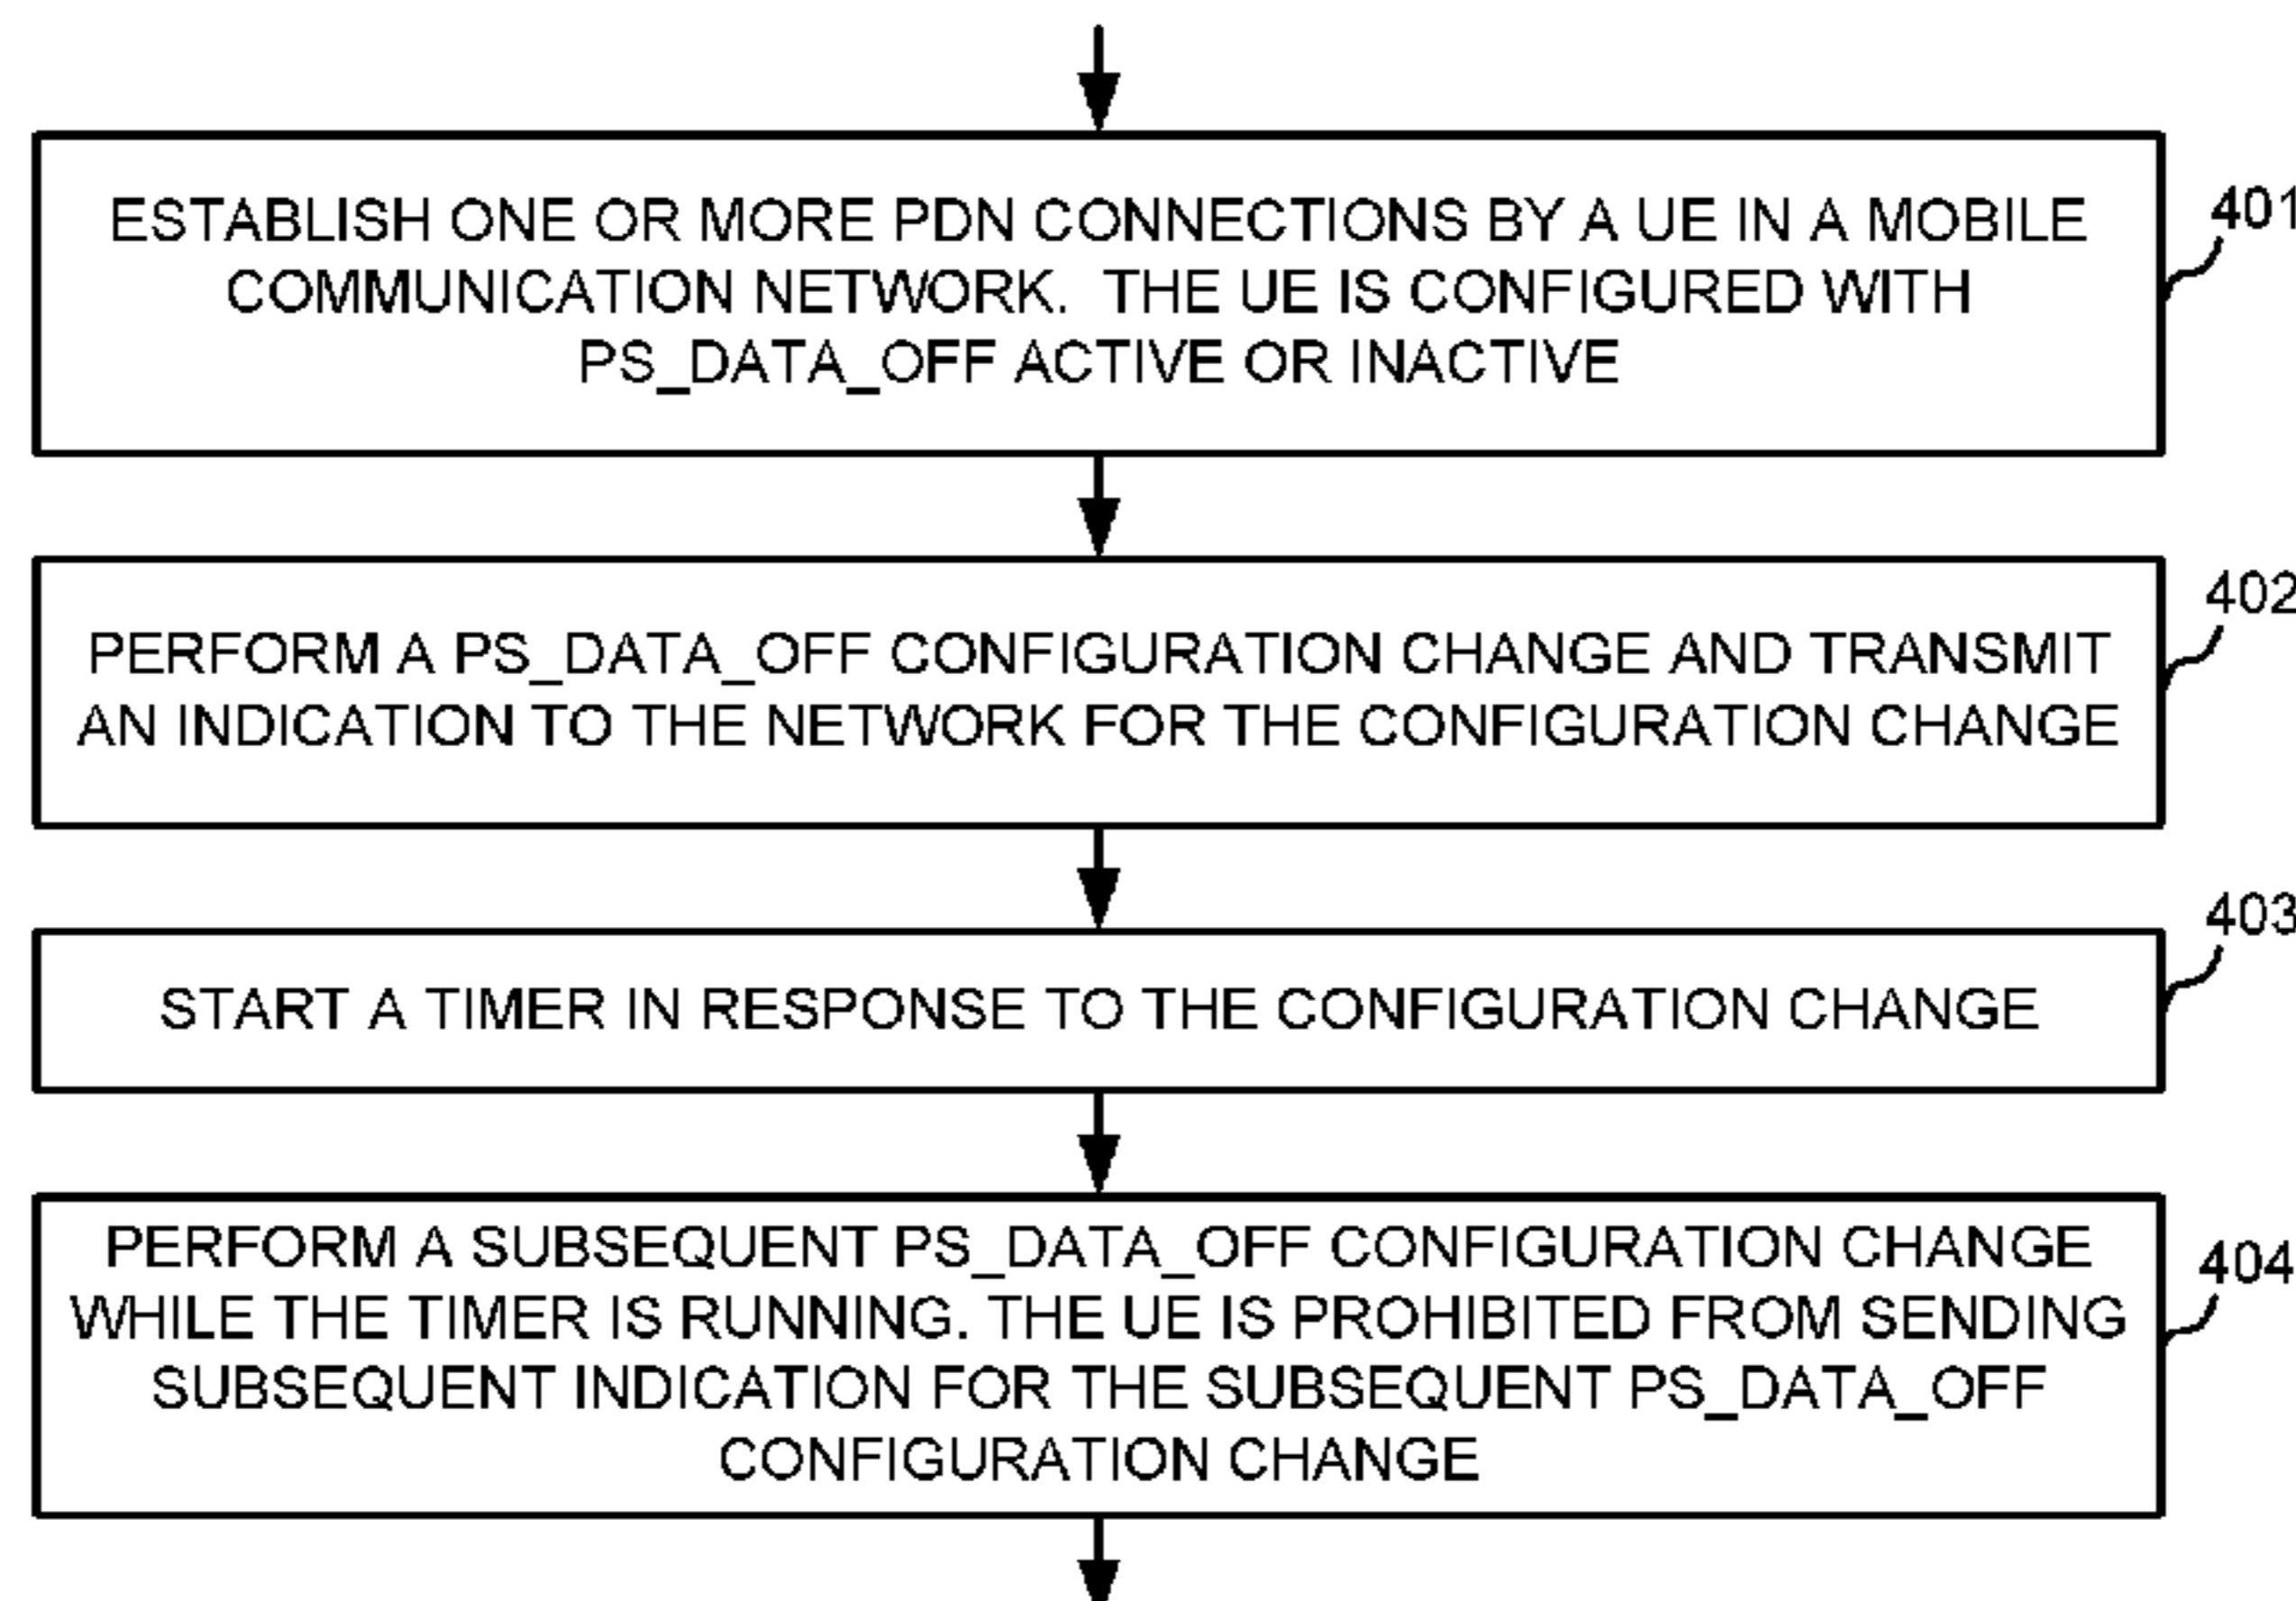 ESTABLISH ONE OR MORE PDN CONNECTIONS BY A UE IN A MOBILE
COMMUNICATION NETWORK. THE UE IS CONFIGURED WITH
PS_DATA_OFF ACTIVE OR INACTIVE
401
PERFORM A PS_DATA_OFF CONFIGURATION CHANGE AND TRANSMIT
AN INDICATION TO THE NETWORK FOR THE CONFIGURATION CHANGE
402
START A TIMER IN RESPONSE TO THE CONFIGURATION CHANGE
403
PERFORM A SUBSEQUENT PS_DATA_OFF CONFIGURATION CHANGE
WHILE THE TIMER IS RUNNING. THE UE IS PROHIBITED FROM SENDING
SUBSEQUENT INDICATION FOR THE SUBSEQUENT PS_DATA_OFF
CONFIGURATION CHANGE
404